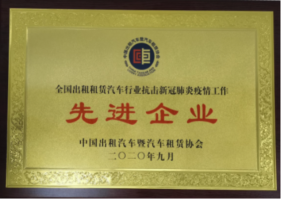 全国出租租赁汽车行业抗击新冠肺炎疫情工作
先进企业
中国出租汽车暨汽车租赁协会
二〇二〇年九月